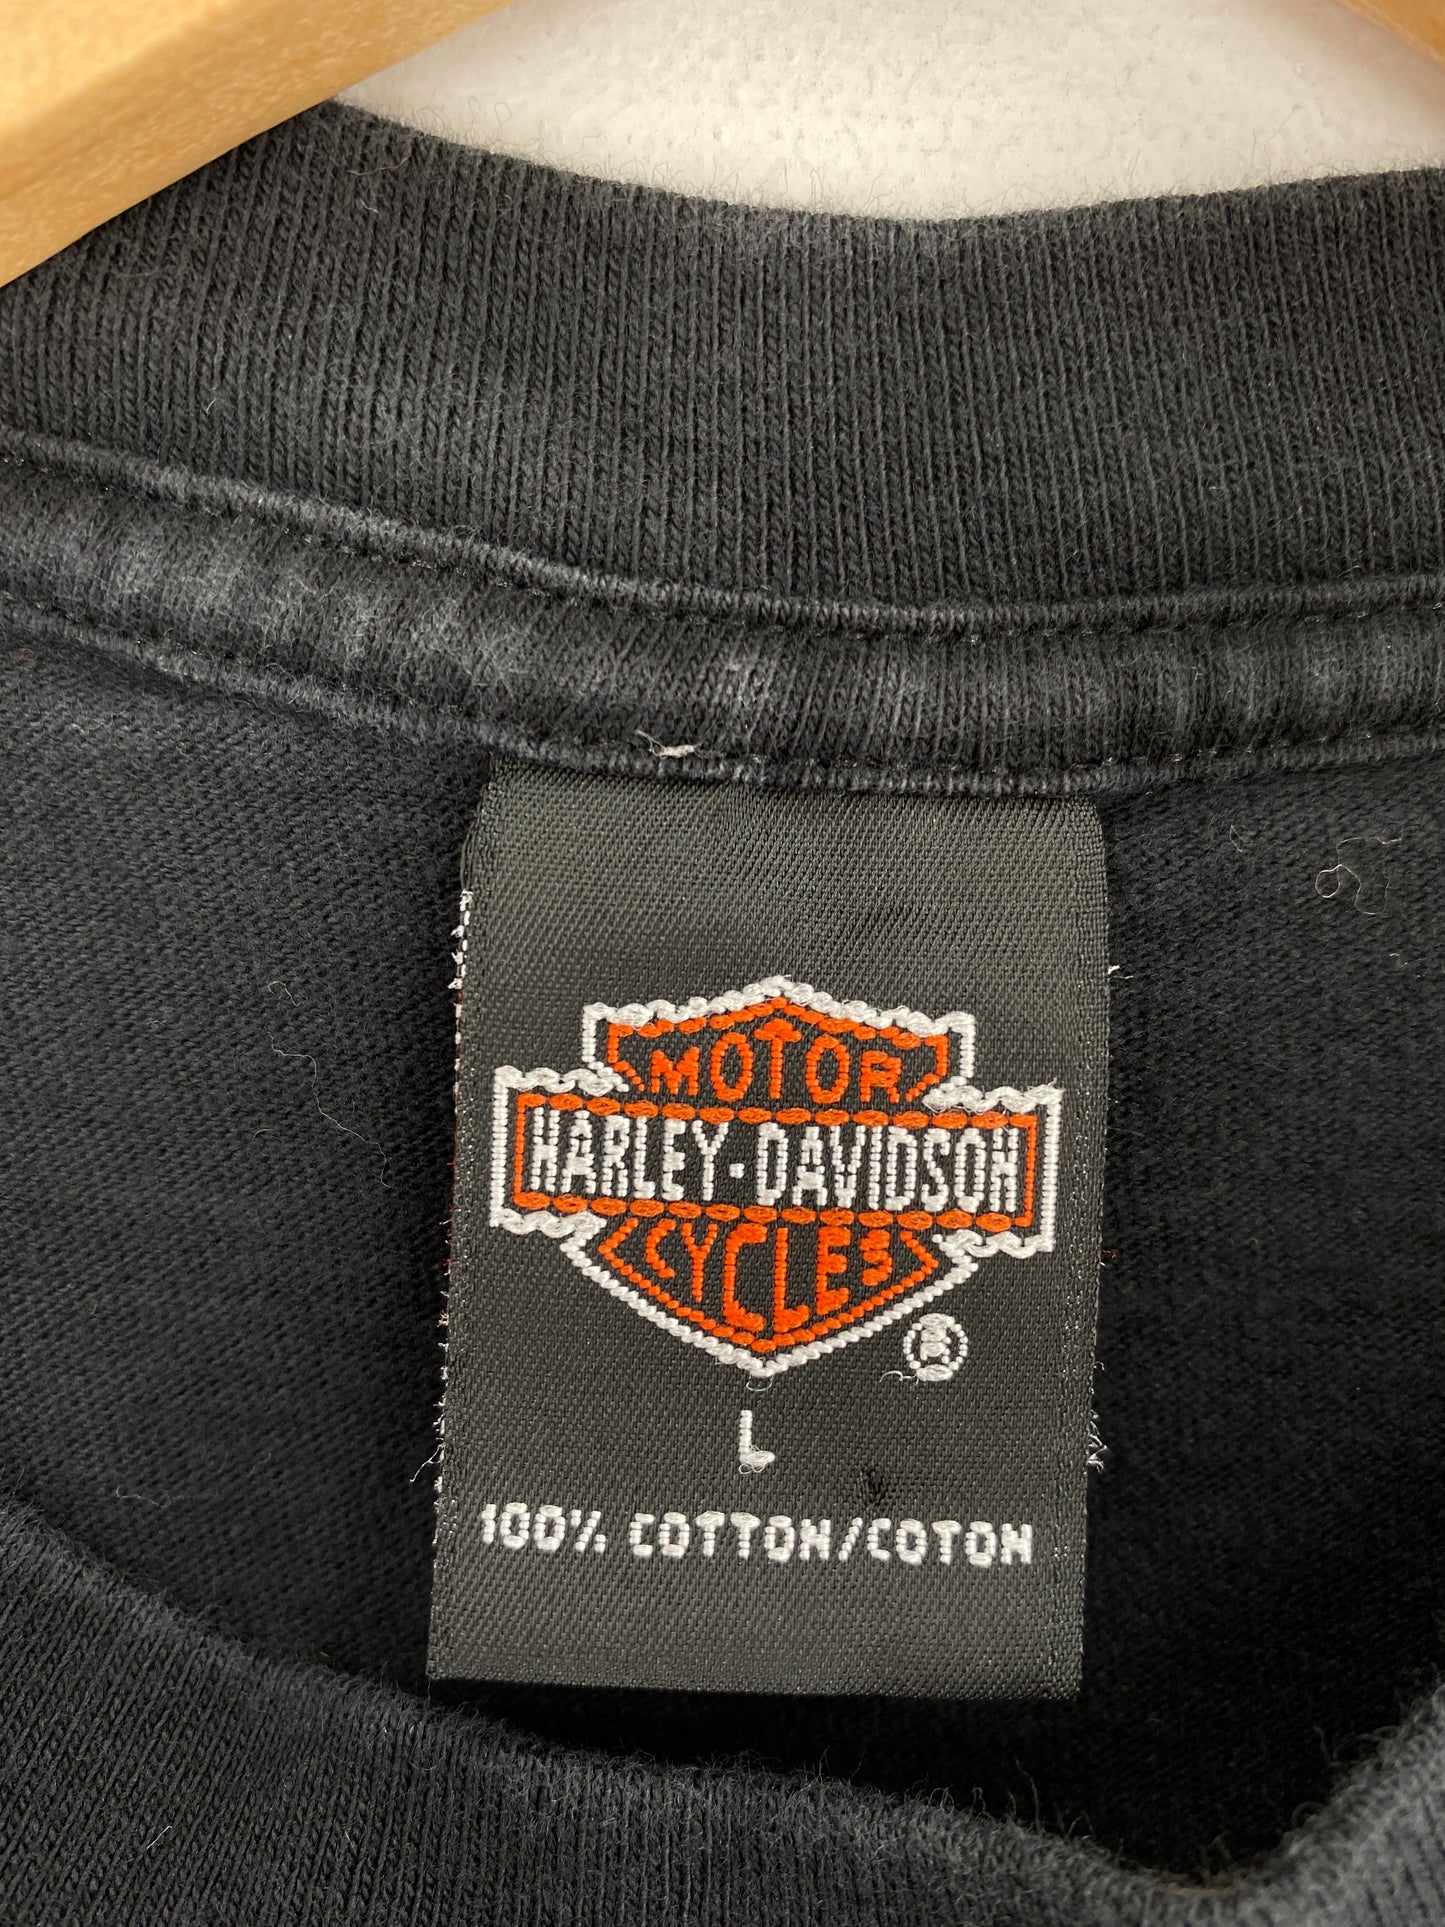 MOTOR
HARLEY-DAVIDSON
CYCLES
®
L
100% COTTON/COTON